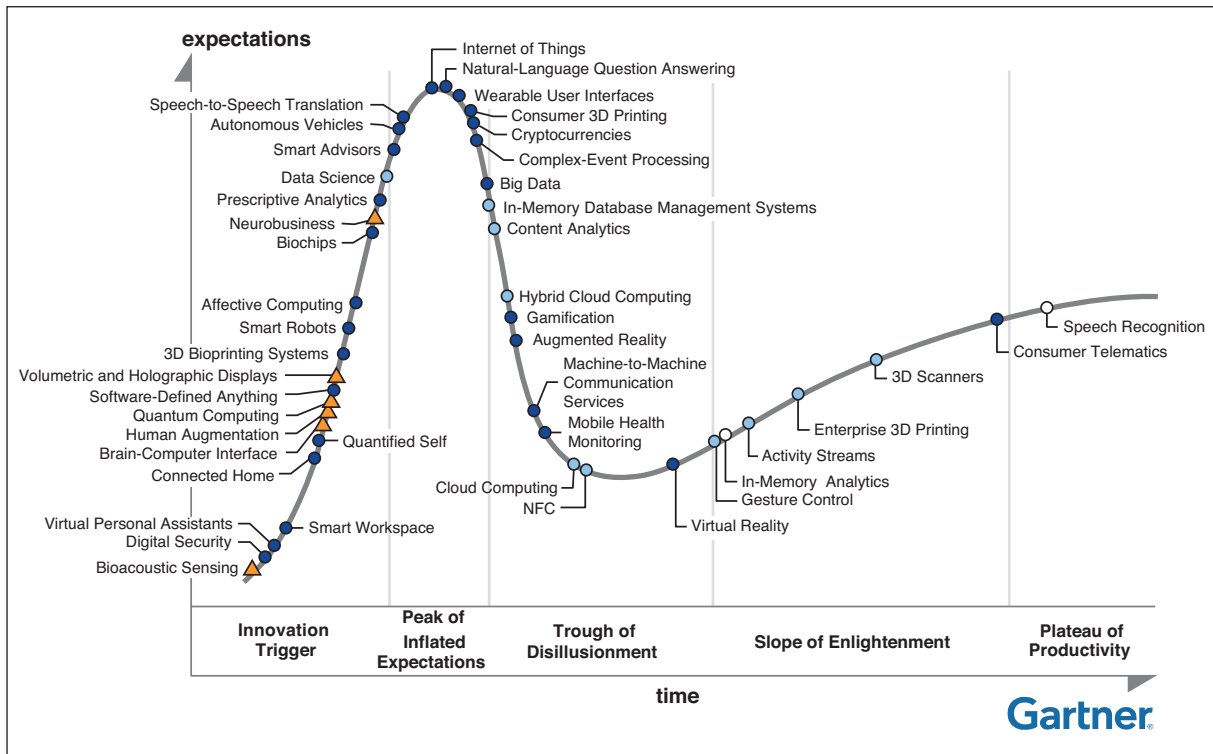 expectations
Internet of Things
Natural-Language Question Answering
Wearable User Interfaces
Speech-to-Speech Translation
Consumer 3D Printing
Autonomous Vehicles
Cryptocurrencies
Smart Advisors
Complex-Event Processing
Data Science
Big Data
Prescriptive Analytics
In-Memory Database Management Systems
Neurobusiness
Content Analytics
Biochips
Hybrid Cloud Computing
Affective Computing
Gamification
Smart Robots
Augmented Reality
3D Bioprinting Systems
Machine-to-Machine
Communication
Services
Volumetric and Holographic Displays
Software-Defined Anything
Quantum Computing
Human Augmentation
Brain-Computer Interface
Quantified Self
Connected Home
Mobile Health
Monitoring
Speech Recognition
Consumer Telematics
3D Scanners
Enterprise 3D Printing
Activity Streams
In-Memory Analytics
Gesture Control
Cloud Computing
NFC
Virtual Reality
Virtual Personal Assistants
Smart Workspace
Digital Security
Bioacoustic Sensing
Innovation
Trigger
Peak of
Inflated
Expectations
Trough of
Disillusionment
Slope of Enlightenment
Plateau of
Productivity
time
Gartner®